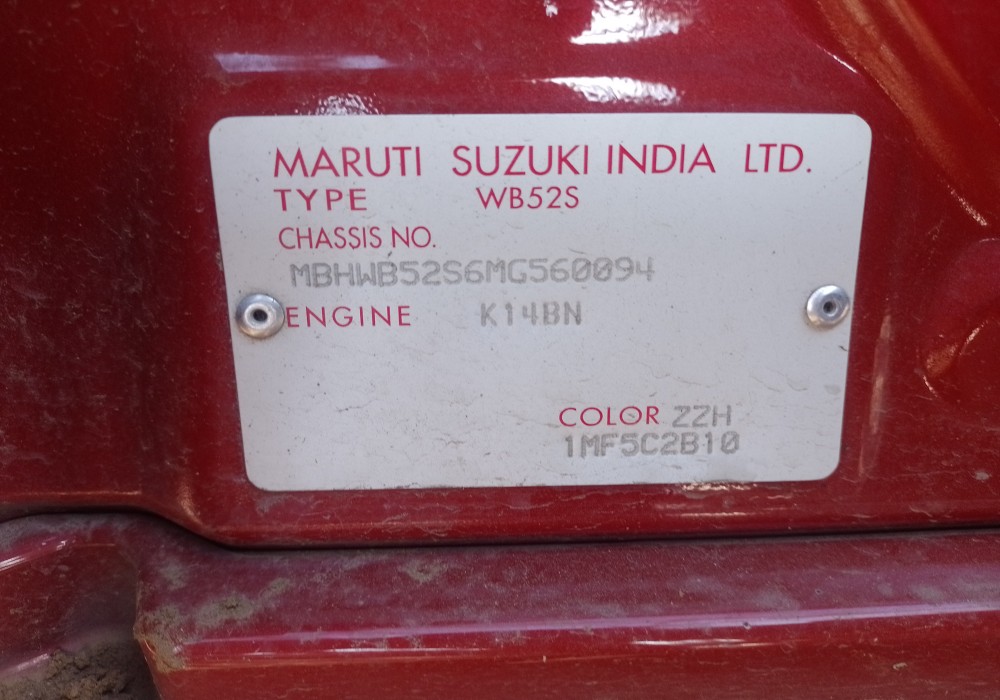 MARUTI SUZUKI INDIA LTD.
TYPE WB52S
CHASSIS NO.
MBHWB52S6MG560094
ENGINE K14BN
COLOR ZZH
1MF5C2B10